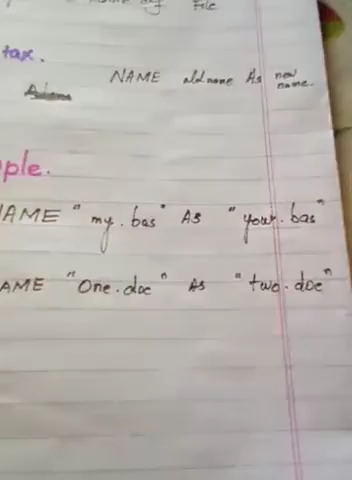 File
tax.
NAME oldname As new name.
ple.
NAME "my.bas" As "your.bas"
AME "One.doc" As "two.doc"